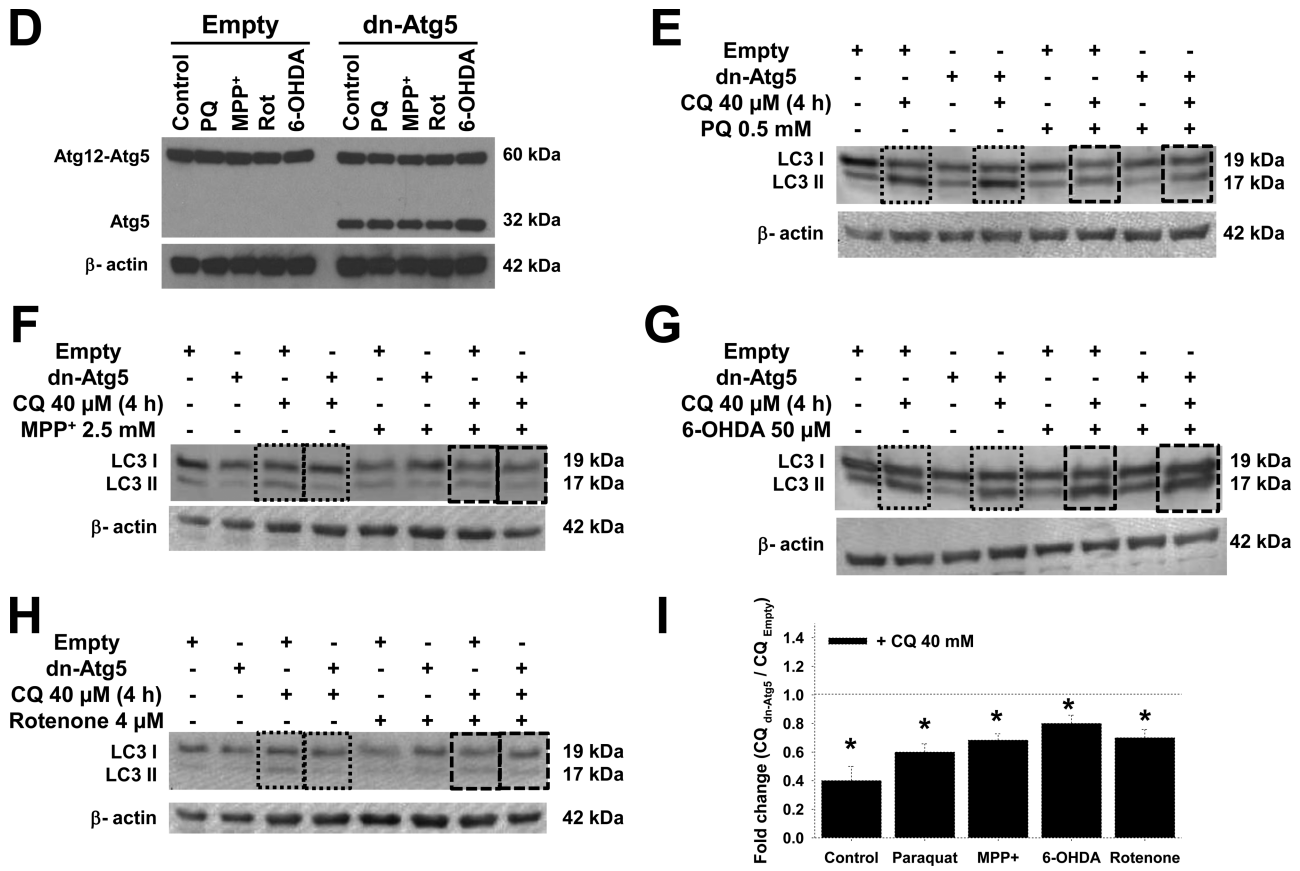 D
Empty dn-Atg5
Control PQ MPP+ Rot 6-OHDA Control PQ MPP+ Rot 6-OHDA
Atg12-Atg5 60 kDa
Atg5 32 kDa
β- actin 42 kDa
E
Empty + + - - + + - -
dn-Atg5 - - + + - - + +
CQ 40 µM (4 h) - + - + - + - +
PQ 0.5 mM - - - - + + + +
LC3 I 19 kDa
LC3 II 17 kDa
β- actin 42 kDa
F
Empty + - + - + - + -
dn-Atg5 - + - + - + - +
CQ 40 µM (4 h) - - + + - - + +
MPP+ 2.5 mM - - - - + + + +
LC3 I 19 kDa
LC3 II 17 kDa
β- actin 42 kDa
G
Empty + + - - + + - -
dn-Atg5 - - + + - - + +
CQ 40 µM (4 h) - + - + - + - +
6-OHDA 50 µM - - - - + + + +
LC3 I 19 kDa
LC3 II 17 kDa
β- actin 42 kDa
H
Empty + - + - + - + -
dn-Atg5 - + - + - + - +
CQ 40 µM (4 h) - - + + - - + +
Rotenone 4 µM - - - - + + + +
LC3 I 19 kDa
LC3 II 17 kDa
β- actin 42 kDa
I
Fold change (CQ dn-Atg5 / CQ Empty)
+ CQ 40 mM
1.4
1.2
1.0
0.8
0.6
0.4
0.2
0.0
* * * * *
Control Paraquat MPP+ 6-OHDA Rotenone